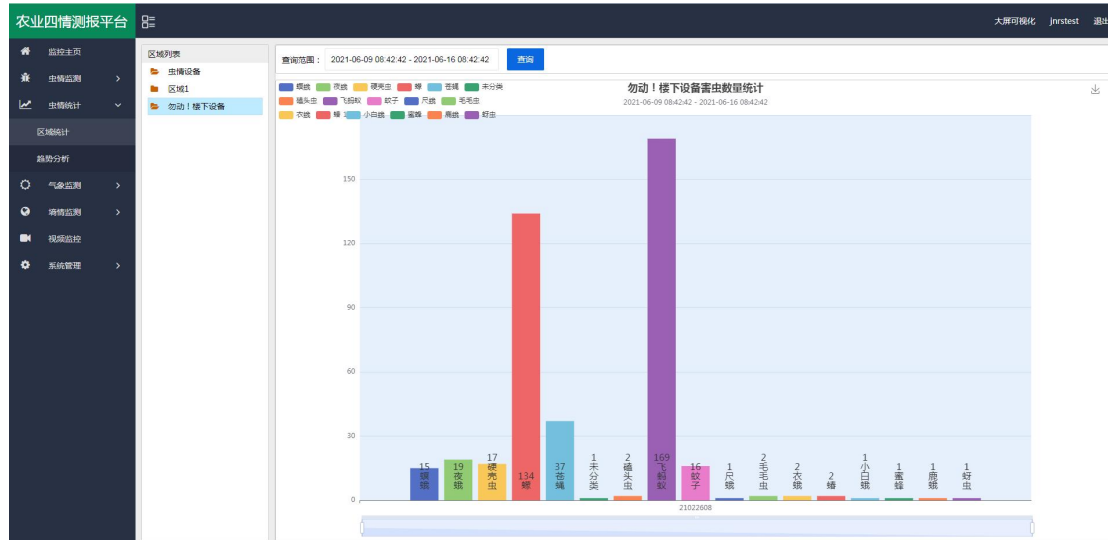 农业四情测报平台
大屏可视化 jnrstest 退出
监控主页
虫情监测
虫情统计
区域统计
趋势分析
气象监测
墒情监测
视频监控
系统管理
区域列表
虫情设备
区域1
勿动！楼下设备
查询范围： 2021-06-09 08:42:42 - 2021-06-16 08:42:42 查询
螟蛾 夜蛾 硬壳虫 螺 苍蝇 未分类
磕头虫 飞蚂蚁 蚊子 尺蛾 毛毛虫
衣蛾 蝽 小白蛾 蜜蜂 鹿蛾 蚜虫
勿动！楼下设备害虫数量统计
2021-06-09 08:42:42 - 2021-06-16 08:42:42
150
120
90
60
30
0
15 螟蛾
19 夜蛾
17 硬壳虫
134
37 苍蝇
1 未分类
2 磕头虫
169 飞蚂蚁
16 蚊子
1 尺蛾
2 毛毛虫
2 衣蛾
2 蝽
1 小白蛾
1 蜜蜂
1 鹿蛾
1 蚜虫
21022608